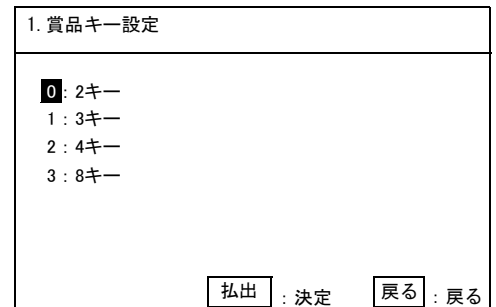 1. 賞品キー設定
0 : 2キー
1 : 3キー
2 : 4キー
3 : 8キー
払出 : 決定 戻る : 戻る